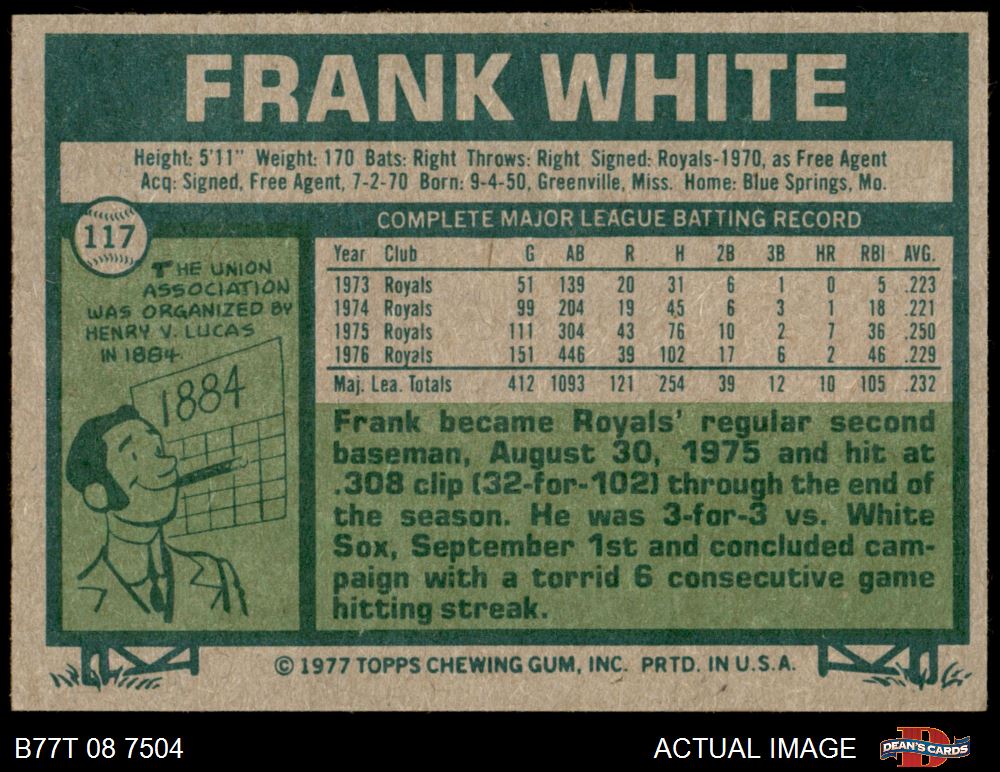 FRANK WHITE
Height: 5'11" Weight: 170 Bats: Right Throws: Right Signed: Royals-1970, as Free Agent
Acq: Signed, Free Agent, 7-2-70 Born: 9-4-50, Greenville, Miss. Home: Blue Springs, Mo.
117
THE UNION
ASSOCIATION
WAS ORGANIZED BY
HENRY V. LUCAS
IN 1884.
1884
COMPLETE MAJOR LEAGUE BATTING RECORD
Year Club G AB R H 2B 3B HR RBI AVG.
1973 Royals 51 139 20 31 6 1 0 5 .223
1974 Royals 99 204 19 45 6 3 1 18 .221
1975 Royals 111 304 43 76 10 2 7 36 .250
1976 Royals 151 446 39 102 17 6 2 46 .229
Maj. Lea. Totals 412 1093 121 254 39 12 10 105 .232
Frank became Royals' regular second
baseman, August 30, 1975 and hit at
.308 clip (32-for-102) through the end of
the season. He was 3-for-3 vs. White
Sox, September 1st and concluded cam-
paign with a torrid 6 consecutive game
hitting streak.
© 1977 TOPPS CHEWING GUM, INC. PRTD. IN U.S.A.
B77T 08 7504
ACTUAL IMAGE
D
DEAN'S CARDS